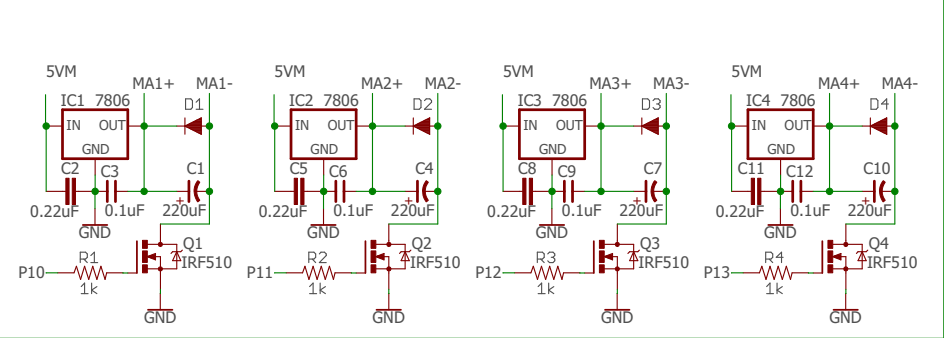 5VM
MA1+ MA1-
IC1 7806
D1
IN OUT
GND
C2 C3 C1
+
0.22uF 0.1uF 220uF
GND
Q1
IRF510
P10 R1
1k
GND
5VM
MA2+ MA2-
IC2 7806
D2
IN OUT
GND
C5 C6 C4
+
0.22uF 0.1uF 220uF
GND
Q2
IRF510
P11 R2
1k
GND
5VM
MA3+ MA3-
IC3 7806
D3
IN OUT
GND
C8 C9 C7
+
0.22uF 0.1uF 220uF
GND
Q3
IRF510
P12 R3
1k
GND
5VM
MA4+ MA4-
IC4 7806
D4
IN OUT
GND
C11 C12 C10
+
0.22uF 0.1uF 220uF
GND
Q4
IRF510
P13 R4
1k
GND